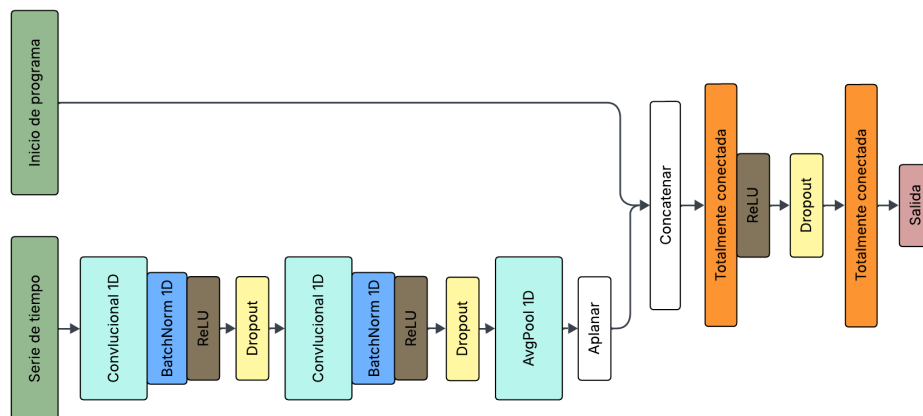 Inicio de programa
Serie de tiempo
Convlucional 1D
BatchNorm 1D
ReLU
Dropout
Convlucional 1D
BatchNorm 1D
ReLU
Dropout
AvgPool 1D
Aplanar
Concatenar
Totalmente conectada
ReLU
Dropout
Totalmente conectada
Salida